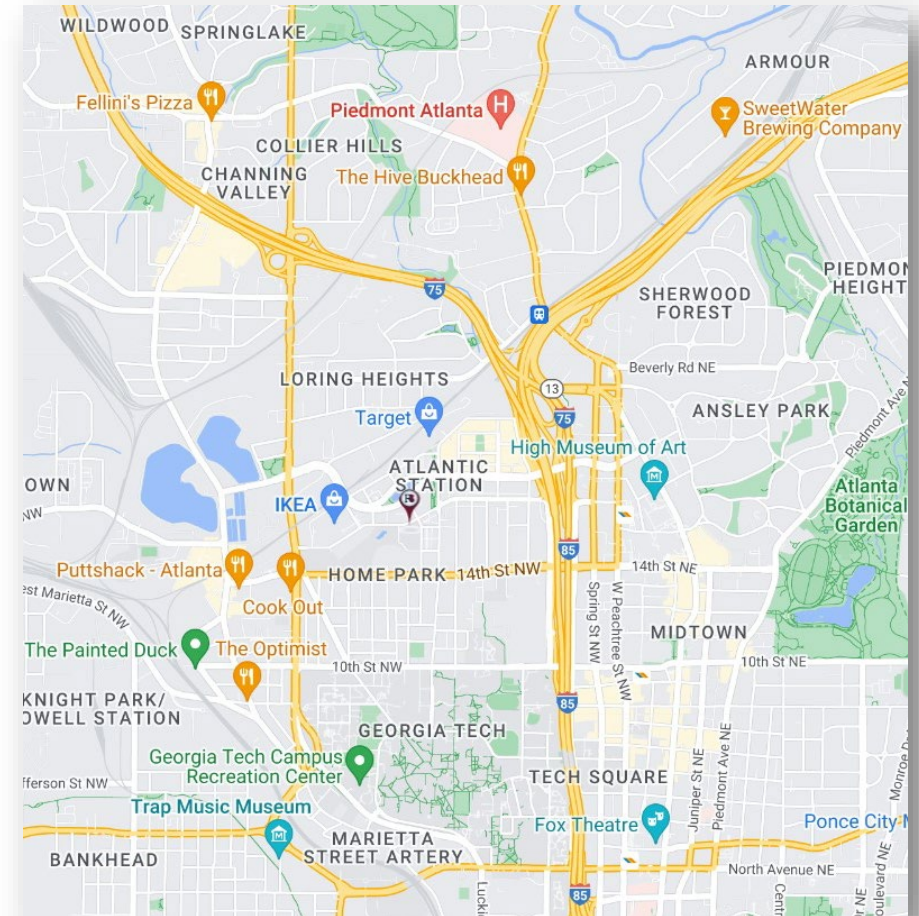 WILDWOOD
SPRINGLAKE
ARMOUR
Fellini's Pizza
Piedmont Atlanta
H
SweetWater
Brewing Company
COLLIER HILLS
CHANNING
VALLEY
The Hive Buckhead
PIEDMON
HEIGHT
75
SHERWOOD
FOREST
LORING HEIGHTS
Beverly Rd NE
13
Target
75
ANSLEY PARK
Piedmont Ave N
High Museum of Art
ATLANTIC
STATION
OWN
NW
IKEA
Atlanta
Botanical
Garden
85
Puttshack - Atlanta
HOME PARK
14th St NW
14th St NE
Cook Out
est Marietta St NW
Spring St NW
W Peachtree St NW
MIDTOWN
The Painted Duck
The Optimist
10th St NW
10th St NE
KNIGHT PARK/
OWELL STATION
85
GEORGIA TECH
Georgia Tech Campus
Recreation Center
TECH SQUARE
Juniper St NE
Piedmont Ave NE
Monroe D
fferson St NW
Trap Music Museum
Fox Theatre
Ponce City M
MARIETTA
STREET ARTERY
BANKHEAD
North Avenue NE
Lucki
85
Centr
ulevard NE